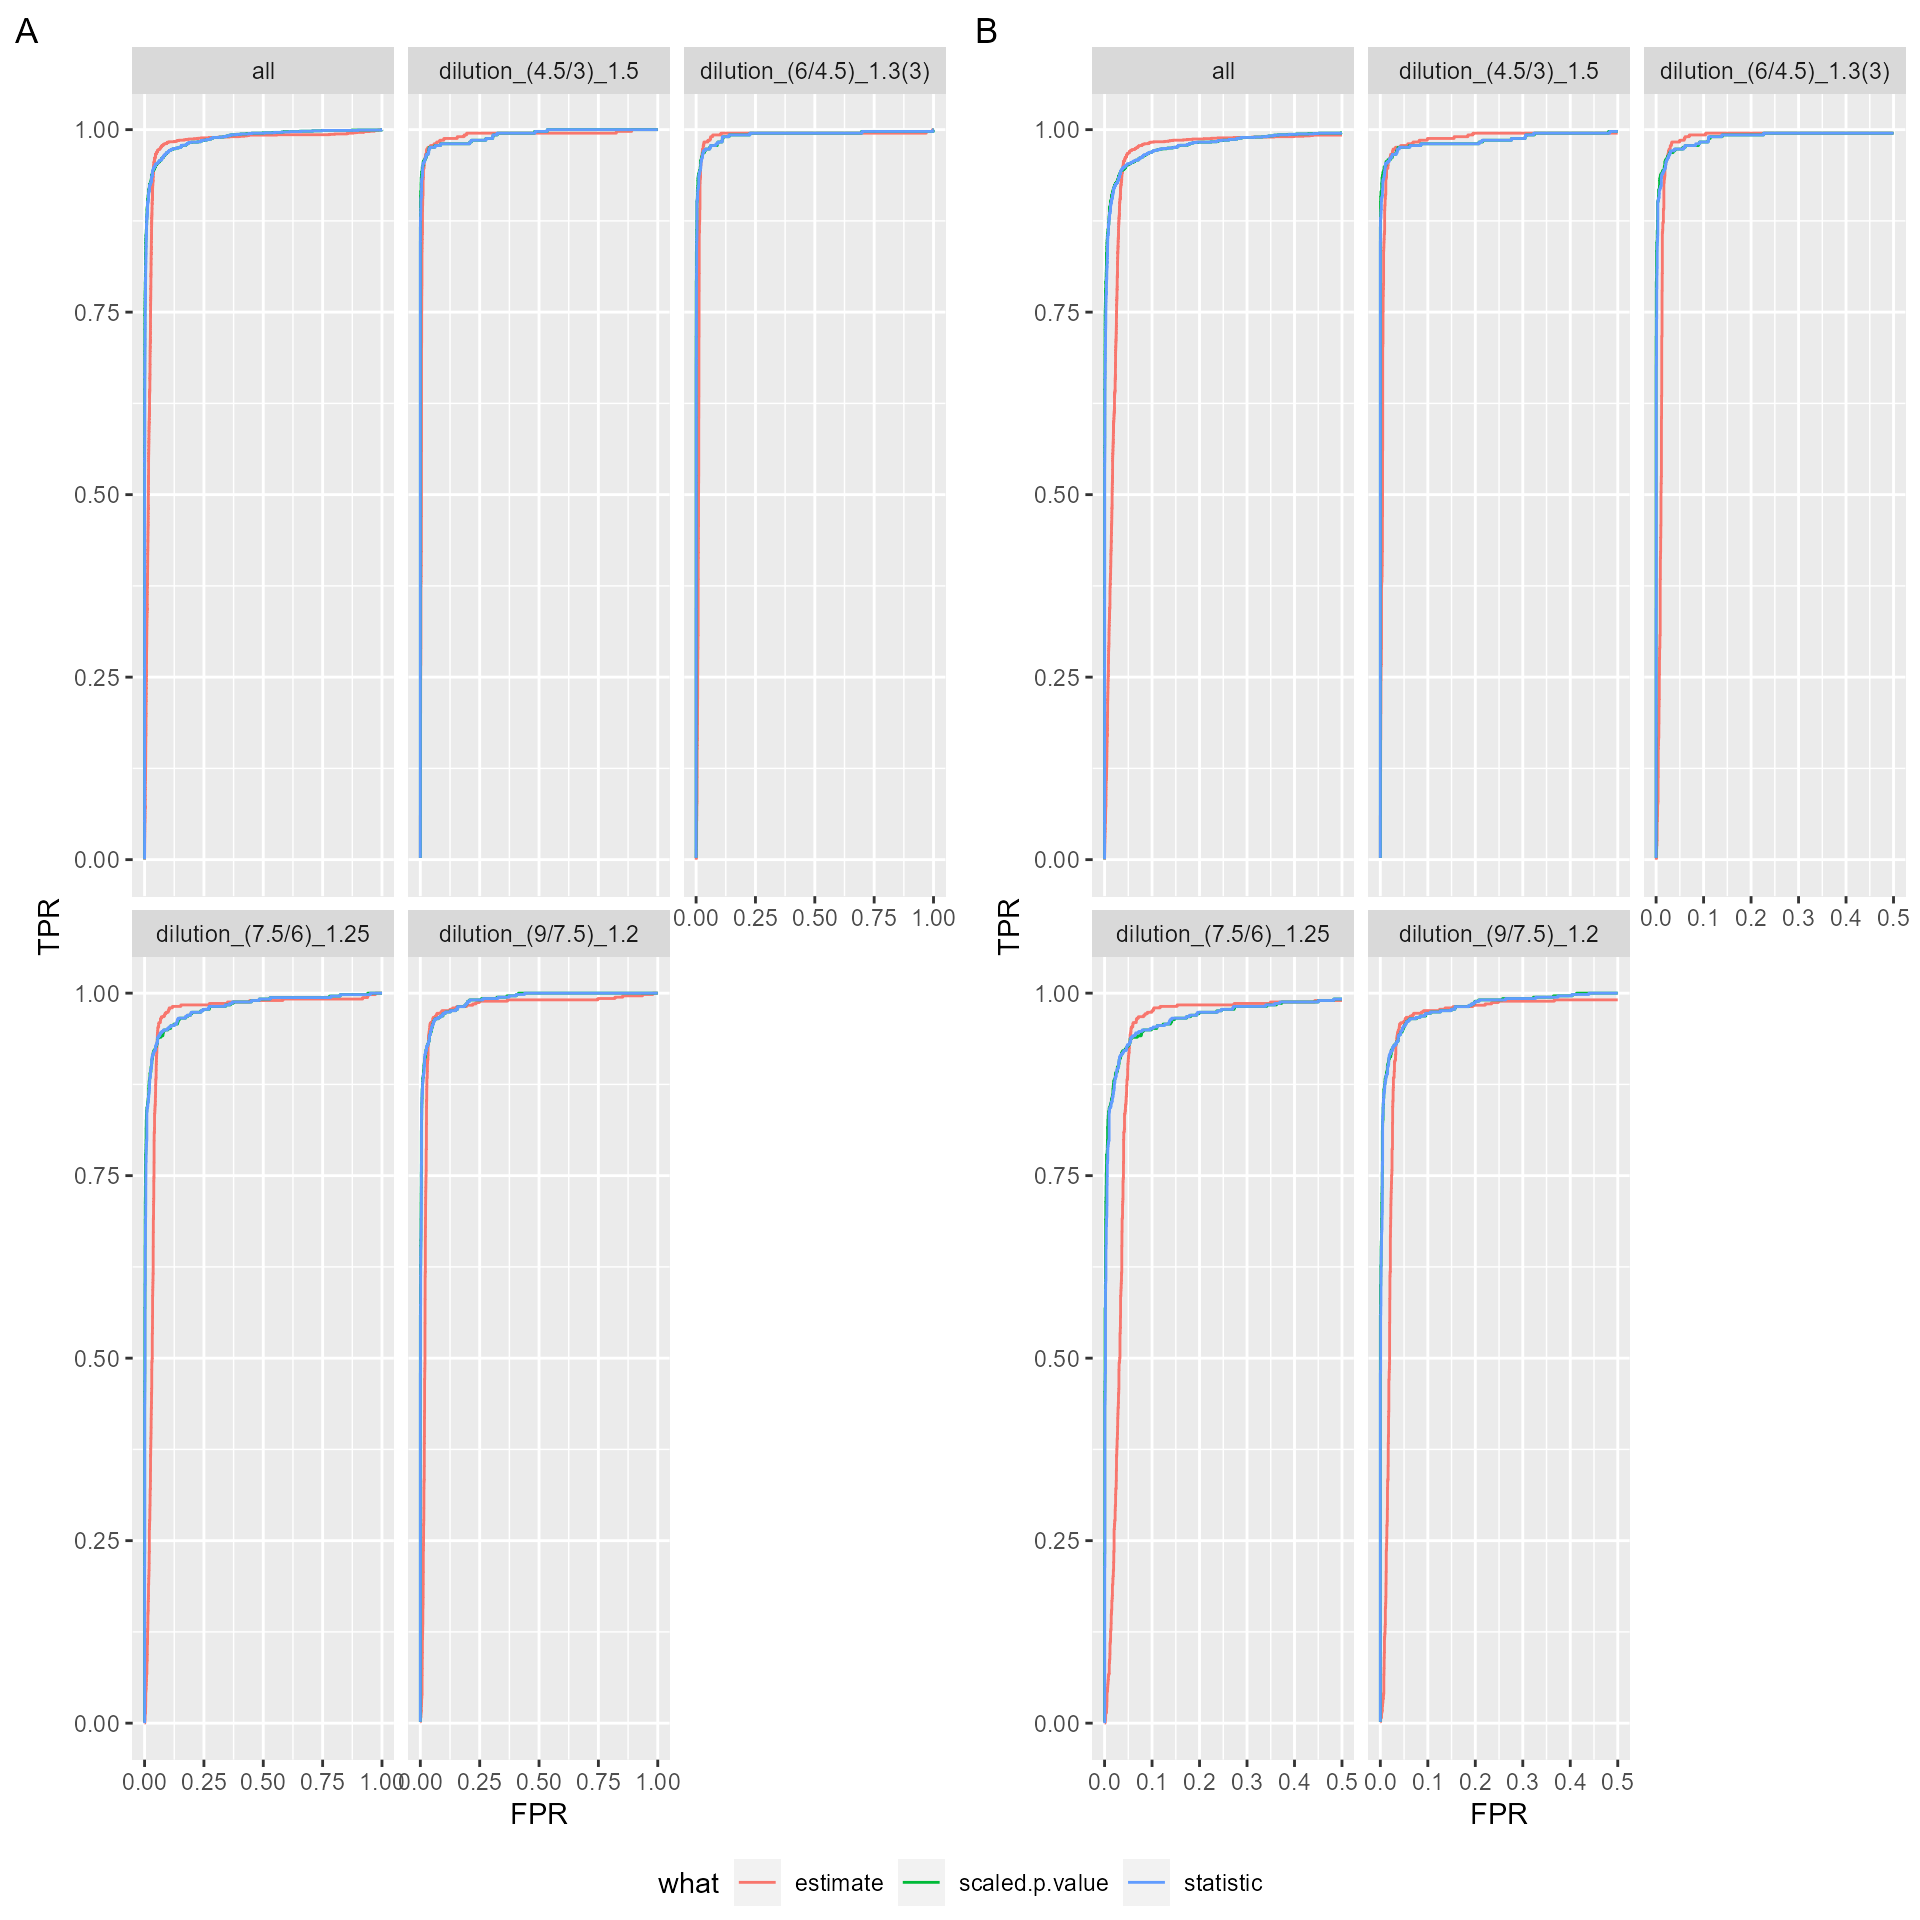 A
all
dilution_(4.5/3)_1.5
dilution_(6/4.5)_1.3(3)
1.00
0.75
0.50
0.25
0.00
0.00 0.25 0.50 0.75 1.00
TPR
dilution_(7.5/6)_1.25
dilution_(9/7.5)_1.2
1.00
0.75
0.50
0.25
0.00
0.00 0.25 0.50 0.75 1.00
0.00 0.25 0.50 0.75 1.00
FPR
B
all
dilution_(4.5/3)_1.5
dilution_(6/4.5)_1.3(3)
1.00
0.75
0.50
0.25
0.00
0.0 0.1 0.2 0.3 0.4 0.5
TPR
dilution_(7.5/6)_1.25
dilution_(9/7.5)_1.2
1.00
0.75
0.50
0.25
0.00
0.0 0.1 0.2 0.3 0.4 0.5
0.0 0.1 0.2 0.3 0.4 0.5
FPR
what estimate scaled.p.value statistic